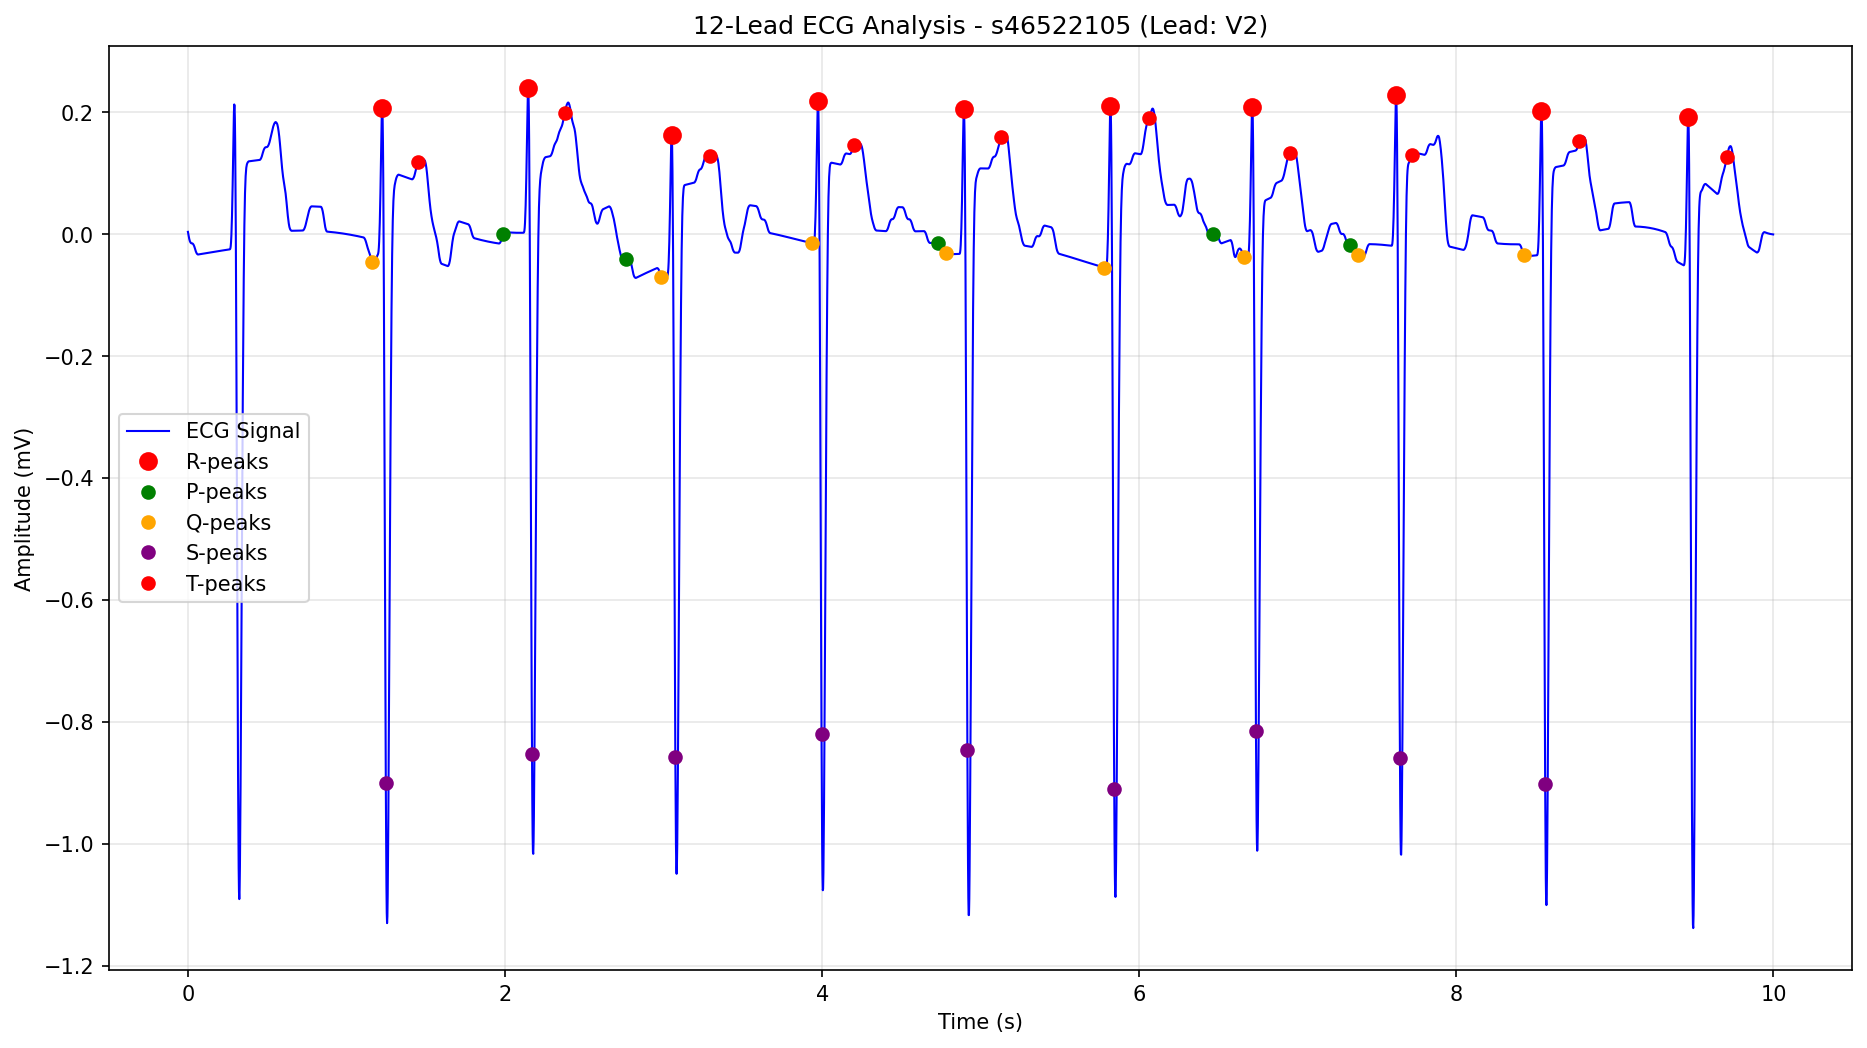 12-Lead ECG Analysis - s46522105 (Lead: V2)
Amplitude (mV)
0.2
0.0
−0.2
−0.4
−0.6
−0.8
−1.0
−1.2
ECG Signal
R-peaks
P-peaks
Q-peaks
S-peaks
T-peaks
0 2 4 6 8 10
Time (s)